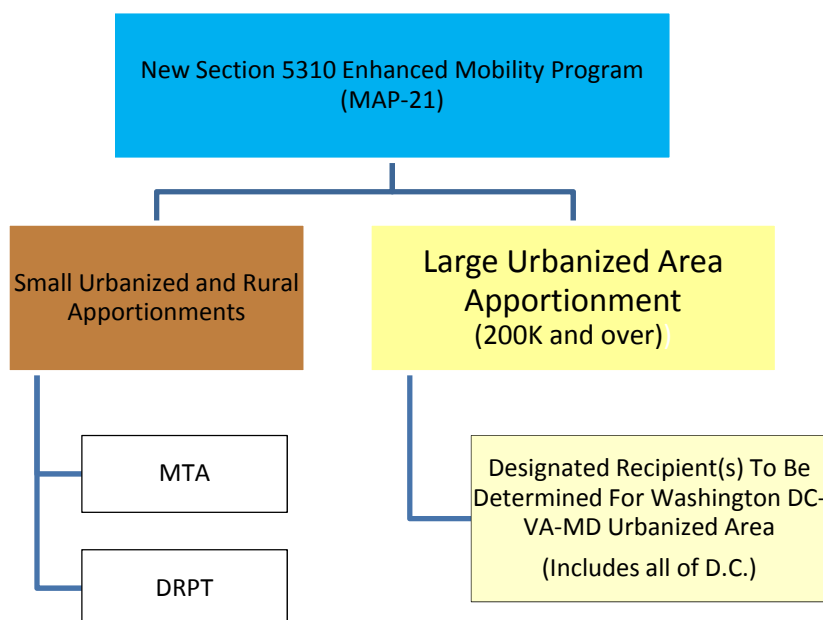 New Section 5310 Enhanced Mobility Program
(MAP-21)
Small Urbanized and Rural
Apportionments
Large Urbanized Area
Apportionment
(200K and over))
MTA
DRPT
Designated Recipient(s) To Be
Determined For Washington DC-
VA-MD Urbanized Area
(Includes all of D.C.)